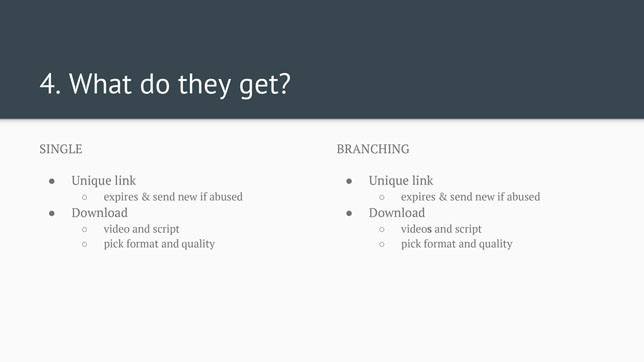 4. What do they get?
SINGLE
● Unique link
○ expires & send new if abused
● Download
○ video and script
○ pick format and quality
BRANCHING
● Unique link
○ expires & send new if abused
● Download
○ videos and script
○ pick format and quality